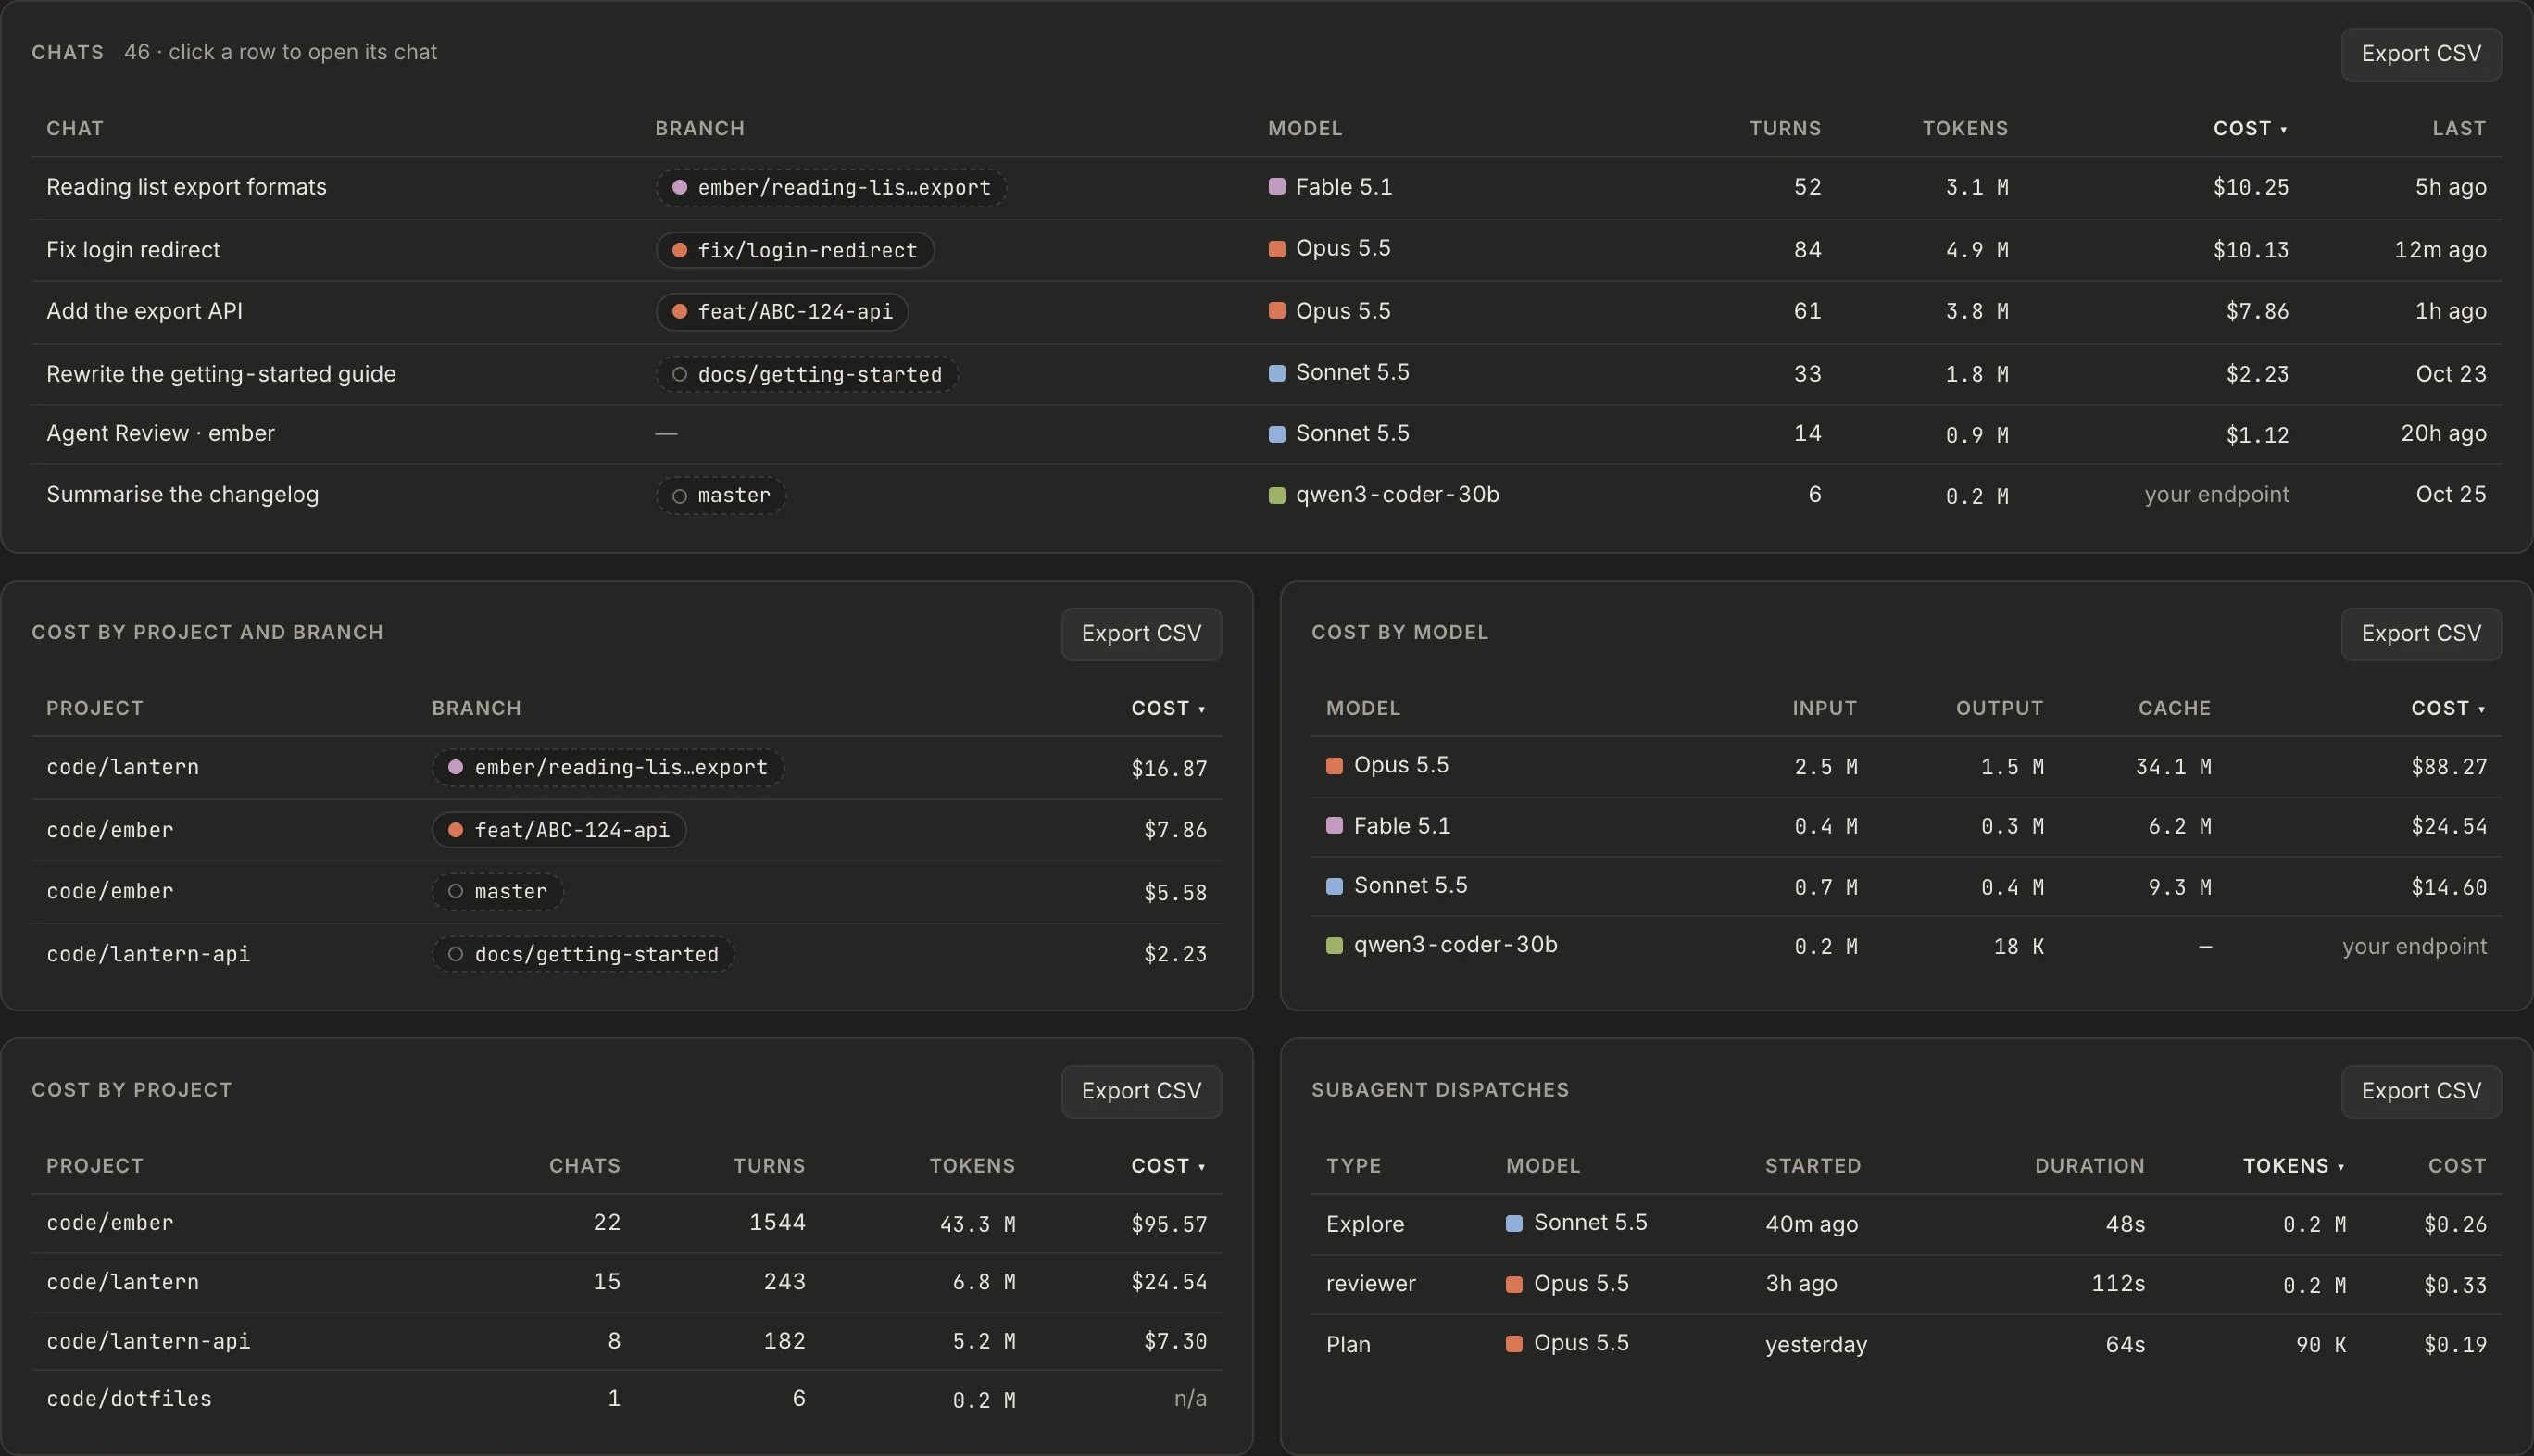 CHATS 46 · click a row to open its chat Export CSV
CHAT BRANCH MODEL TURNS TOKENS COST ▾ LAST
Reading list export formats ember/reading-lis…export Fable 5.1 52 3.1 M $10.25 5h ago
Fix login redirect fix/login-redirect Opus 5.5 84 4.9 M $10.13 12m ago
Add the export API feat/ABC-124-api Opus 5.5 61 3.8 M $7.86 1h ago
Rewrite the getting-started guide docs/getting-started Sonnet 5.5 33 1.8 M $2.23 Oct 23
Agent Review · ember — Sonnet 5.5 14 0.9 M $1.12 20h ago
Summarise the changelog master qwen3-coder-30b 6 0.2 M your endpoint Oct 25
COST BY PROJECT AND BRANCH Export CSV
PROJECT BRANCH COST ▾
code/lantern ember/reading-lis…export $16.87
code/ember feat/ABC-124-api $7.86
code/ember master $5.58
code/lantern-api docs/getting-started $2.23
COST BY MODEL Export CSV
MODEL INPUT OUTPUT CACHE COST ▾
Opus 5.5 2.5 M 1.5 M 34.1 M $88.27
Fable 5.1 0.4 M 0.3 M 6.2 M $24.54
Sonnet 5.5 0.7 M 0.4 M 9.3 M $14.60
qwen3-coder-30b 0.2 M 18 K – your endpoint
COST BY PROJECT Export CSV
PROJECT CHATS TURNS TOKENS COST ▾
code/ember 22 1544 43.3 M $95.57
code/lantern 15 243 6.8 M $24.54
code/lantern-api 8 182 5.2 M $7.30
code/dotfiles 1 6 0.2 M n/a
SUBAGENT DISPATCHES Export CSV
TYPE MODEL STARTED DURATION TOKENS ▾ COST
Explore Sonnet 5.5 40m ago 48s 0.2 M $0.26
reviewer Opus 5.5 3h ago 112s 0.2 M $0.33
Plan Opus 5.5 yesterday 64s 90 K $0.19